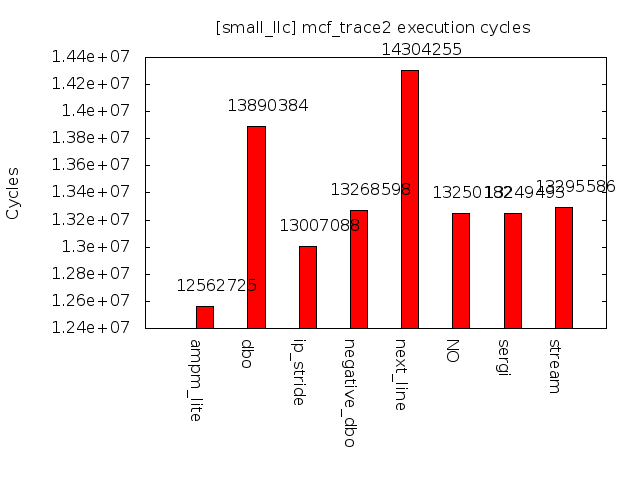 [small_llc] mcf_trace2 execution cycles
Cycles
1.44e+07
1.42e+07
1.4e+07
1.38e+07
1.36e+07
1.34e+07
1.32e+07
1.3e+07
1.28e+07
1.26e+07
1.24e+07
12562725
13890384
13007088
13268598
14304255
13249493
13295586
ampm_lite
dbo
ip_stride
negative_dbo
next_line
NO
sergi
stream